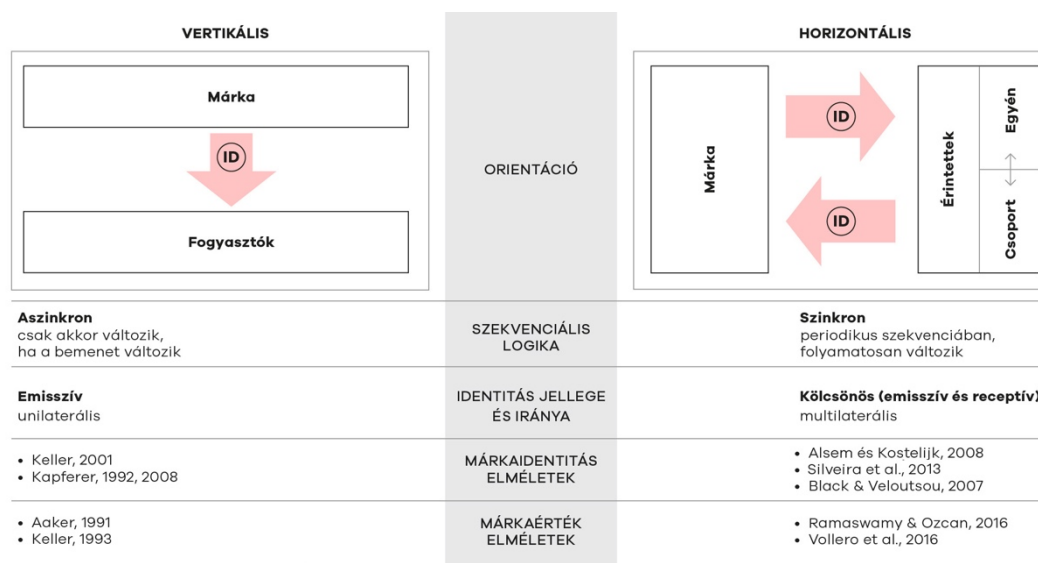 VERTIKÁLIS
Márka
ID
Fogyasztók
ORIENTÁCIÓ
HORIZONTÁLIS
Márka
ID
ID
Érintettek
Egyén
Csoport
Aszinkron
csak akkor változik,
ha a bemenet változik
SZEKVENCIÁLIS
LOGIKA
Szinkron
periodikus szekvenciában,
folyamatosan változik
Emisszív
unilaterális
IDENTITÁS JELLEGE
ÉS IRÁNYA
Kölcsönös (emisszív és receptív)
multilaterális
• Keller, 2001
• Kapferer, 1992, 2008
MÁRKAIDENTITÁS
ELMÉLETEK
• Alsem és Kostelijk, 2008
• Silveira et al., 2013
• Black & Veloutsou, 2007
• Aaker, 1991
• Keller, 1993
MÁRKAÉRTÉK
ELMÉLETEK
• Ramaswamy & Ozcan, 2016
• Vollero et al., 2016